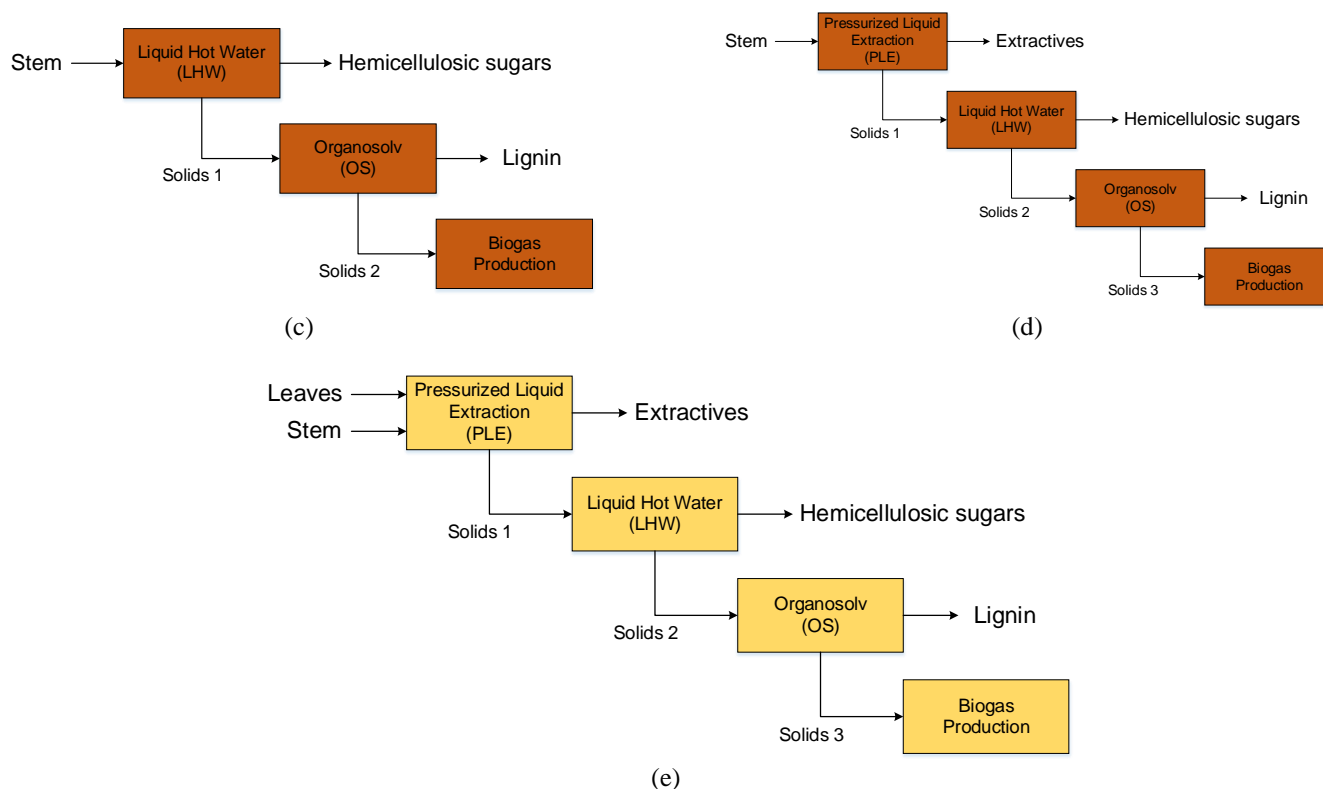 Stem
Liquid Hot Water
(LHW)
Hemicellulosic sugars
Solids 1
Organosolv
(OS)
Lignin
Solids 2
Biogas
Production
(c)
Stem
Pressurized Liquid
Extraction
(PLE)
Extractives
Solids 1
Liquid Hot Water
(LHW)
Hemicellulosic sugars
Solids 2
Organosolv
(OS)
Lignin
Solids 3
Biogas
Production
(d)
Leaves
Stem
Pressurized Liquid
Extraction
(PLE)
Extractives
Solids 1
Liquid Hot Water
(LHW)
Hemicellulosic sugars
Solids 2
Organosolv
(OS)
Lignin
Solids 3
Biogas
Production
(e)